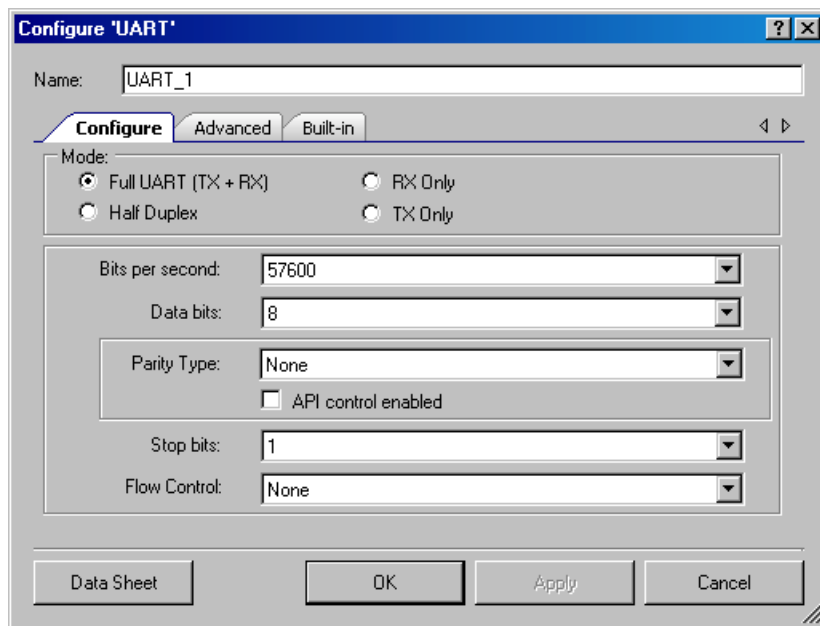 Configure 'UART'
Name: UART_1
Configure Advanced Built-in
Mode:
Full UART (TX + RX) RX Only
Half Duplex TX Only
Bits per second: 57600
Data bits: 8
Parity Type: None
API control enabled
Stop bits: 1
Flow Control: None
Data Sheet OK Apply Cancel